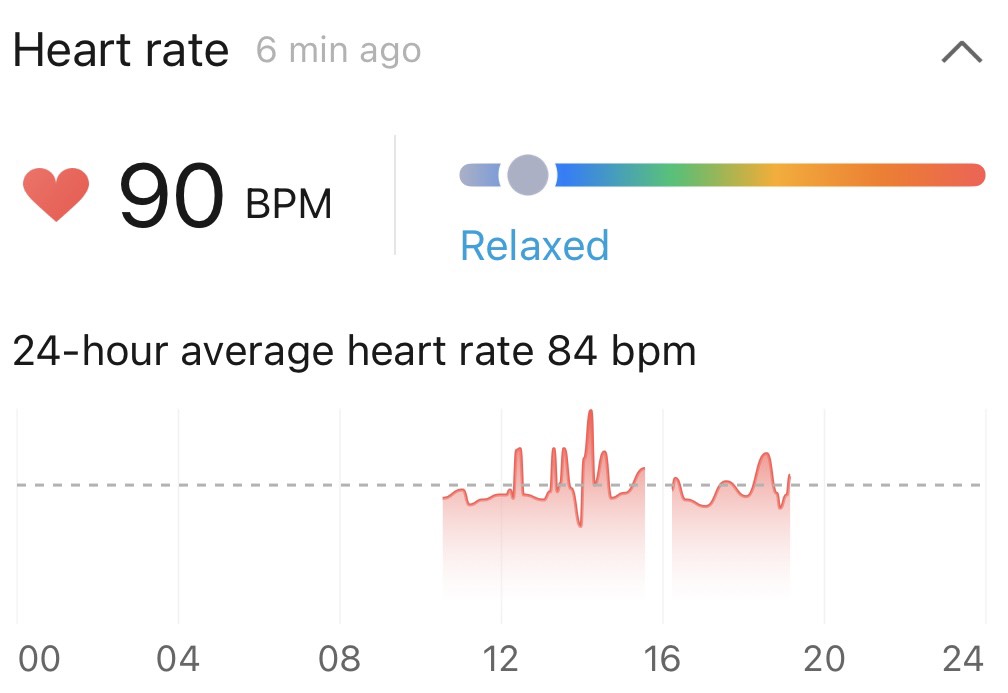 Heart rate 6 min ago
90 BPM
Relaxed
24-hour average heart rate 84 bpm
00 04 08 12 16 20 24